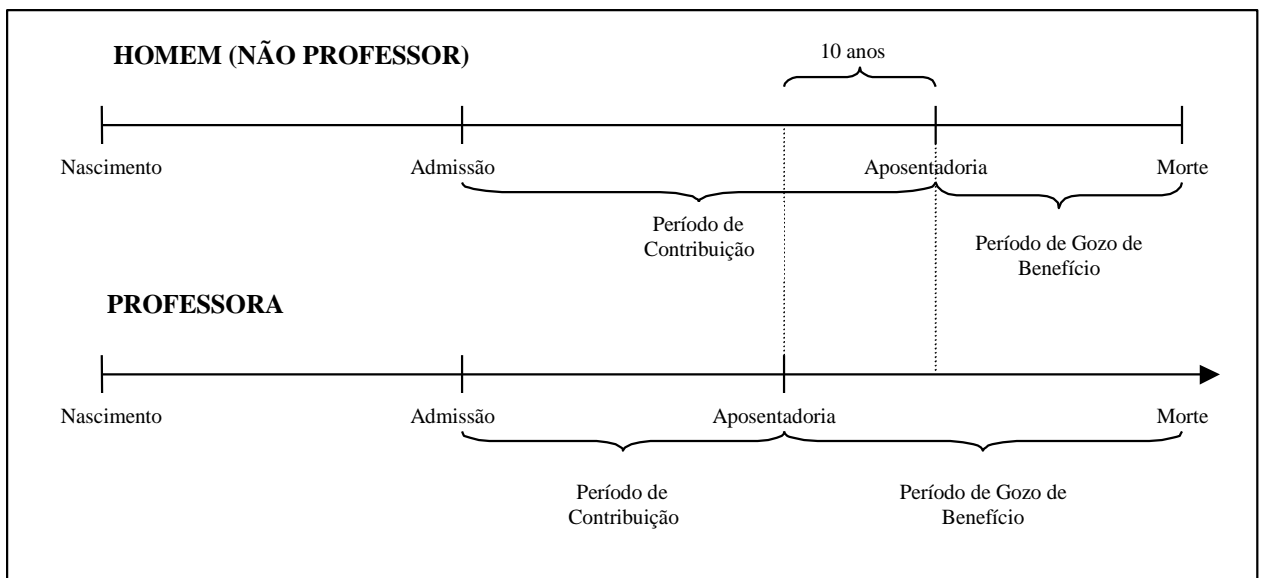 HOMEM (NÃO PROFESSOR)
10 anos
Nascimento
Admissão
Aposentadoria
Morte
Período de
Contribuição
Período de Gozo de
Benefício
PROFESSORA
Nascimento
Admissão
Aposentadoria
Morte
Período de
Contribuição
Período de Gozo de
Benefício